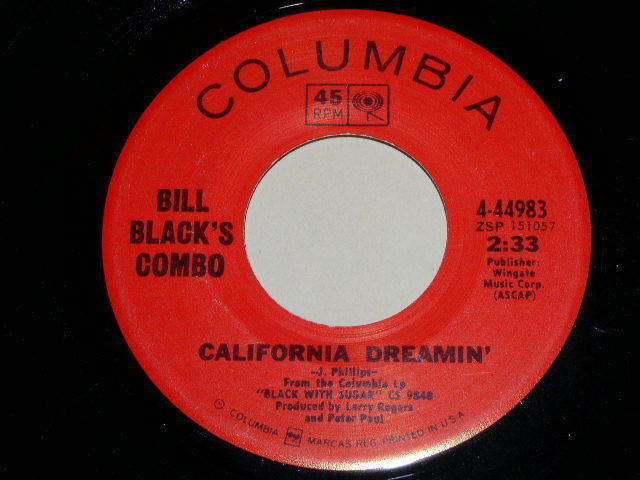 COLUMBIA
45
RPM
BILL
BLACK'S
COMBO
4-44983
ZSP 151057
2:33
Publisher:
Wingate
Music Corp.
(ASCAP)
CALIFORNIA DREAMIN'
-J. Phillips-
From the Columbia Lp
"BLACK WITH SUGAR" CS 9848
Produced by Larry Rogers
and Peter Paul
© COLUMBIA MARCAS REG. PRINTED IN U.S.A.